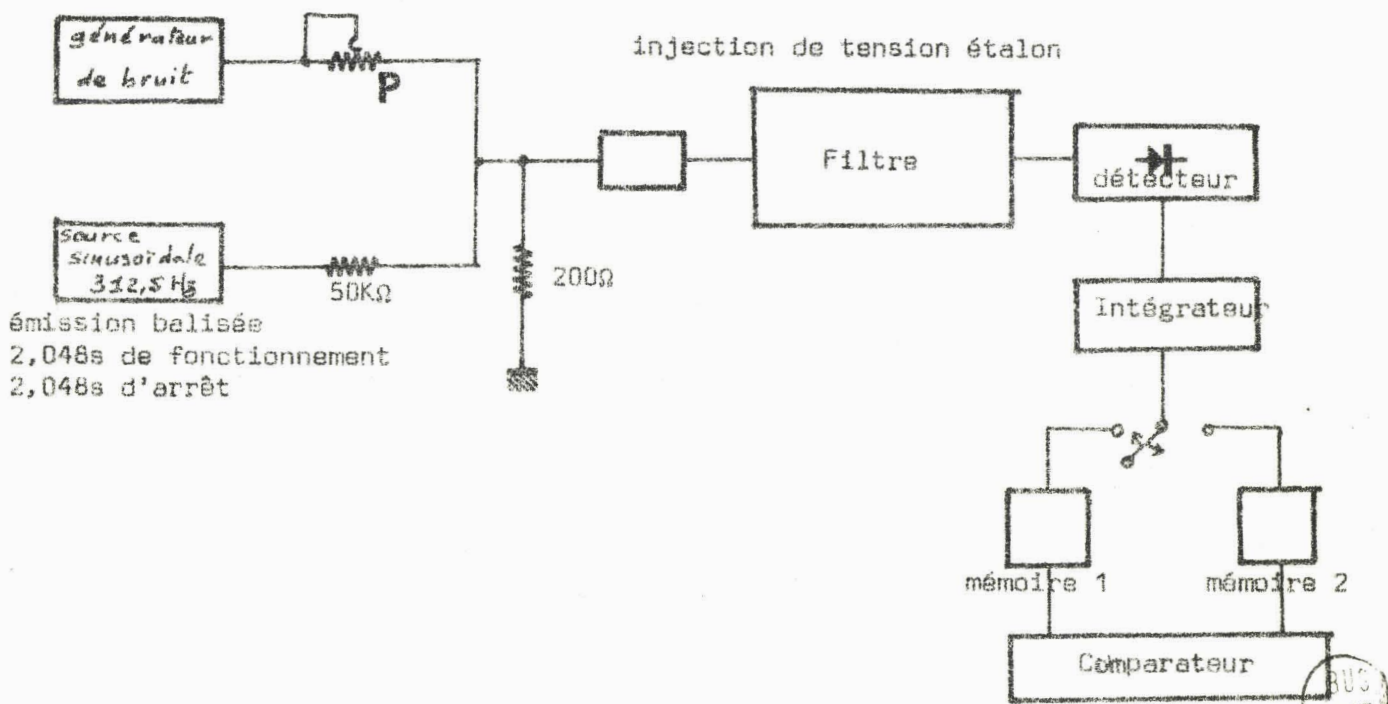 générateur
de bruit
P
injection de tension étalon
Filtre
détecteur
source
sinusoïdale
312,5 Hz
50KΩ
200Ω
émission balisée
2,048s de fonctionnement
2,048s d'arrêt
Intégrateur
mémoire 1
mémoire 2
Comparateur
BUS